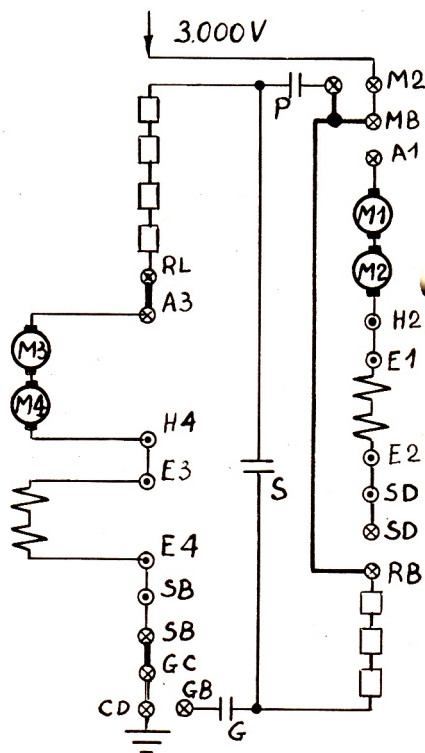 3.000V
M2
P
MB
A1
M1
RL
M2
A3
H2
M3
E1
M4
H4
E3
S
E2
SD
E4
SD
SB
RB
SB
GC
GB
CD
G